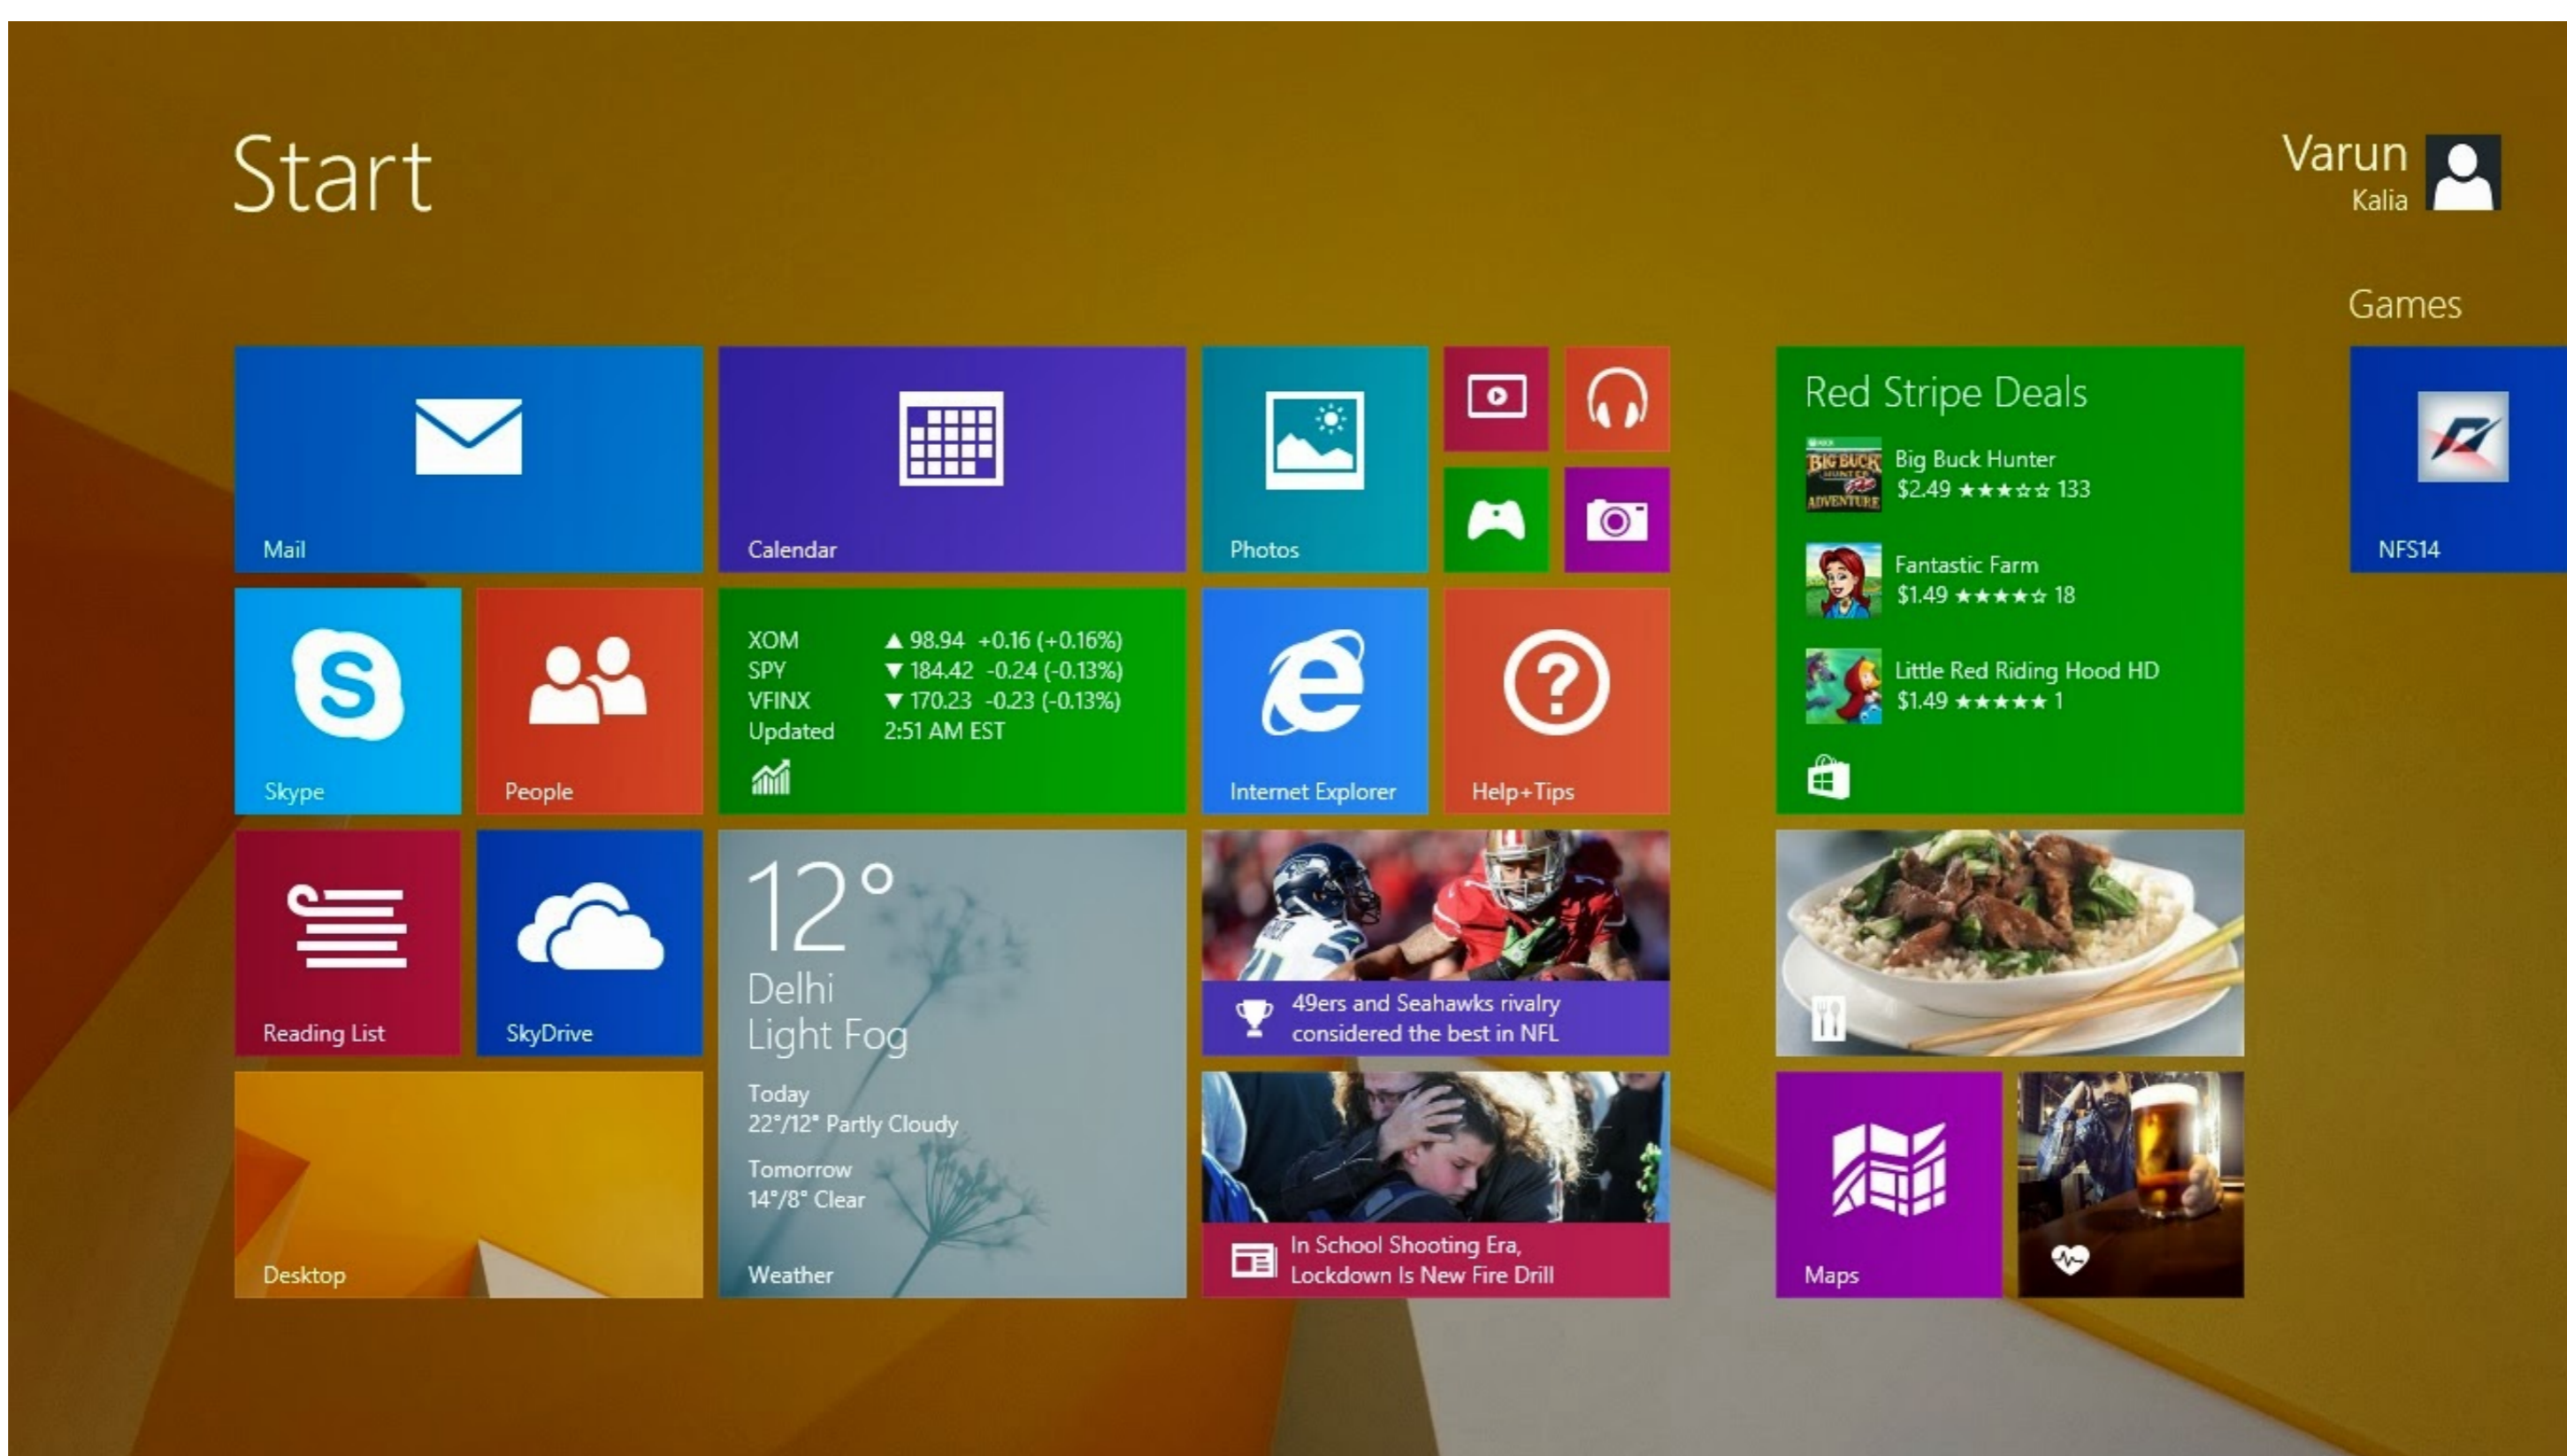 Start
Varun
Kalia
Games
Mail
Calendar
Photos
Red Stripe Deals
BIG BUCK
HUNTER
ADVENTURE
Big Buck Hunter
$2.49 ★★★☆☆ 133
Fantastic Farm
$1.49 ★★★★☆ 18
Little Red Riding Hood HD
$1.49 ★★★★★ 1
NFS14
Skype
People
XOM ▲ 98.94 +0.16 (+0.16%)
SPY ▼ 184.42 -0.24 (-0.13%)
VFINX ▼ 170.23 -0.23 (-0.13%)
Updated 2:51 AM EST
Internet Explorer
Help+Tips
Reading List
SkyDrive
12°
Delhi
Light Fog
Today
22°/12° Partly Cloudy
Tomorrow
14°/8° Clear
Weather
49ers and Seahawks rivalry
considered the best in NFL
Desktop
In School Shooting Era,
Lockdown Is New Fire Drill
Maps